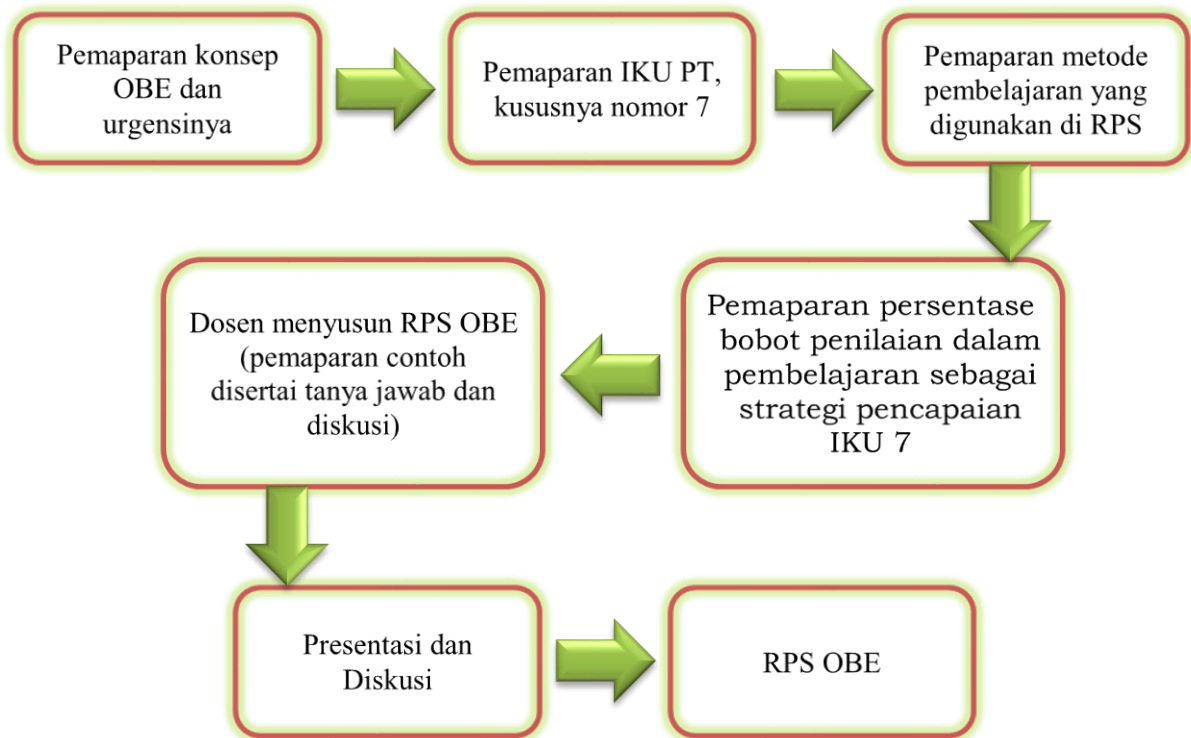 Pemaparan konsep
OBE dan
urgensinya
Pemaparan IKU PT,
kususnya nomor 7
Pemaparan metode
pembelajaran yang
digunakan di RPS
Pemaparan persentase
bobot penilaian dalam
pembelajaran sebagai
strategi pencapaian
IKU 7
Dosen menyusun RPS OBE
(pemaparan contoh
disertai tanya jawab dan
diskusi)
Presentasi dan
Diskusi
RPS OBE